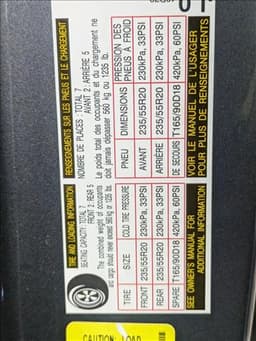 TIRE AND LOADING INFORMATION
SEATING CAPACITY: TOTAL 7
FRONT 2: REAR 5
The combined weight of occupants
and cargo should never exceed 560 kg or 1235 lbs.
TIRE SIZE COLD TIRE PRESSURE
FRONT 235/55R20 230kPa, 33PSI
REAR 235/55R20 230kPa, 33PSI
SPARE T165/90D18 420kPa, 60PSI
SEE OWNER'S MANUAL FOR
ADDITIONAL INFORMATION
RENSEIGNEMENTS SUR LES PNEUS ET LE CHARGEMENT
NOMBRE DE PLACES : TOTAL 7
AVANT 2 : ARRIÈRE 5
Le poids total des occupants et du chargement ne
doit jamais dépasser 560 kg ou 1235 lb.
PNEU DIMENSIONS PRESSION DES
PNEUS À FROID
AVANT 235/55R20 230kPa, 33PSI
ARRIÈRE 235/55R20 230kPa, 33PSI
DE SECOURS T165/90D18 420kPa, 60PSI
VOIR LE MANUEL DE L'USAGER
POUR PLUS DE RENSEIGNEMENTS
CAUTION: LOAD